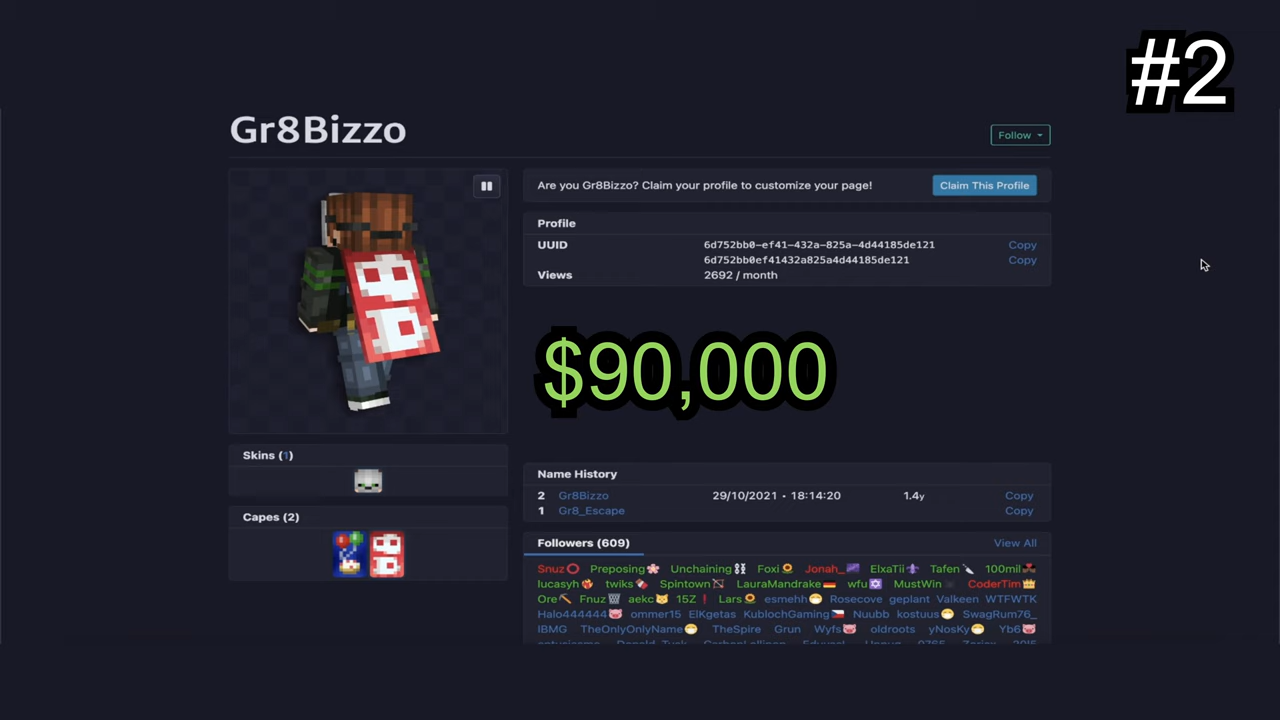 #2
Gr8Bizzo
Follow
Are you Gr8Bizzo? Claim your profile to customize your page!
Claim This Profile
Profile
UUID 6d752bb0-ef41-432a-825a-4d44185de121 Copy
6d752bb0ef41432a825a4d44185de121 Copy
Views 2692 / month
$90,000
Skins (1)
Name History
2 Gr8Bizzo 29/10/2021 • 18:14:20 1.4y Copy
1 Gr8_Escape Copy
Capes (2)
Followers (609) View All
Snuz Preposing Unchaining Foxi Jonah_ ElxaTii Tafen 100mil
lucasyh twiks Spintown LauraMandrake wfu MustWin CoderTim
Ore Fnuz aekc 15Z Lars esmehh Rosecove geplant Valkeen WTFWTK
Halo444444 ommer15 ElKgetas KublochGaming Nuubb kostuus SwagRum76_
IBMG TheOnlyOnlyName TheSpire Grun Wyfs oldroots yNosKy Yb6